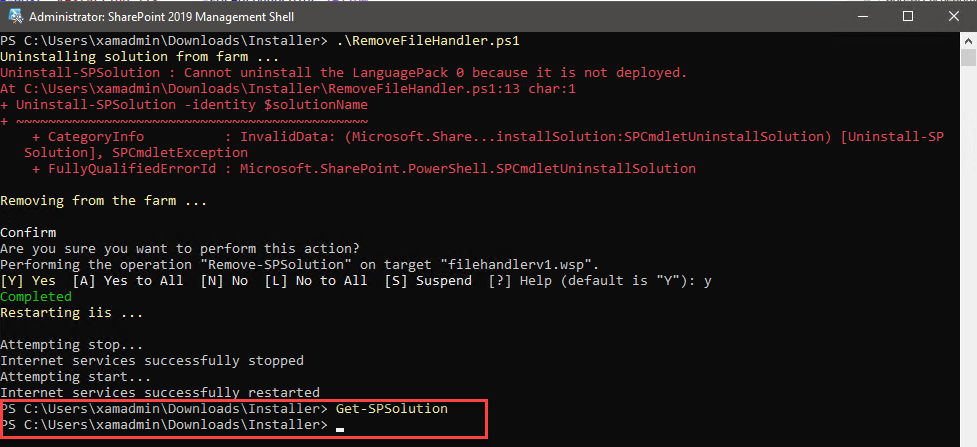 Administrator: SharePoint 2019 Management Shell
PS C:\Users\xamadmin\Downloads\Installer> .\RemoveFileHandler.ps1
Uninstalling solution from farm ...
Uninstall-SPSolution : Cannot uninstall the LanguagePack 0 because it is not deployed.
At C:\Users\xamadmin\Downloads\Installer\RemoveFileHandler.ps1:13 char:1
+ Uninstall-SPSolution -identity $solutionName
+ ~~~~~~~~~~~~~~~~~~~~~~~~~~~~~~~~~~~~~~~~~~~~
    + CategoryInfo          : InvalidData: (Microsoft.Share...installSolution:SPCmdletUninstallSolution) [Uninstall-SP
   Solution], SPCmdletException
    + FullyQualifiedErrorId : Microsoft.SharePoint.PowerShell.SPCmdletUninstallSolution
Removing from the farm ...
Confirm
Are you sure you want to perform this action?
Performing the operation "Remove-SPSolution" on target "filehandlerv1.wsp".
[Y] Yes  [A] Yes to All  [N] No  [L] No to All  [S] Suspend  [?] Help (default is "Y"): y
Completed
Restarting iis ...
Attempting stop...
Internet services successfully stopped
Attempting start...
Internet services successfully restarted
PS C:\Users\xamadmin\Downloads\Installer> Get-SPSolution
PS C:\Users\xamadmin\Downloads\Installer>